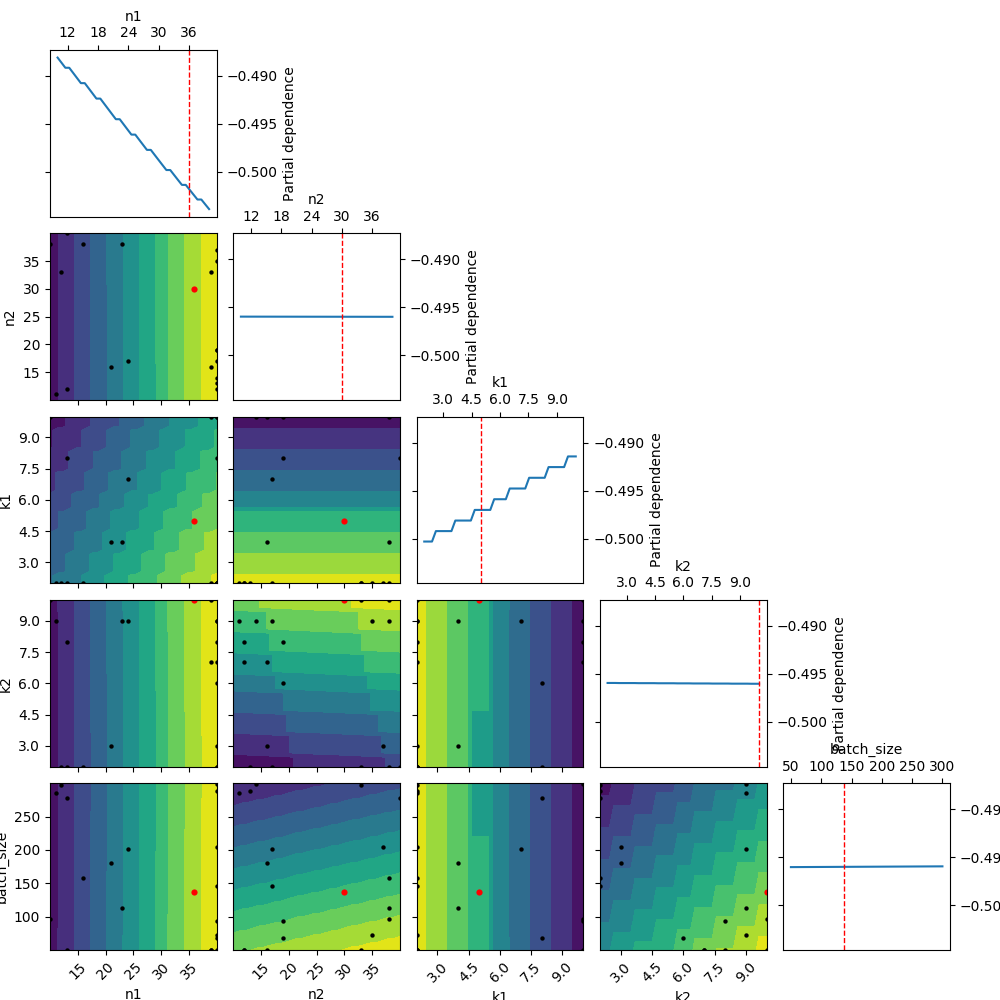 n1
12 18 24 30 36
−0.490
−0.495
−0.500
Partial dependence
n2
12 18 24 30 36
35
30
25
20
15
n2
−0.490
−0.495
−0.500
Partial dependence
k1
3.0 4.5 6.0 7.5 9.0
9.0
7.5
6.0
4.5
3.0
k1
−0.490
−0.495
−0.500
Partial dependence
k2
3.0 4.5 6.0 7.5 9.0
9.0
7.5
6.0
4.5
3.0
k2
−0.490
−0.495
−0.500
Partial dependence
batch_size
50 100 150 200 250 300
250
200
150
100
batch_size
−0.49
−0.49
−0.50
15 20 25 30 35
15 20 25 30 35
3.0 4.5 6.0 7.5 9.0
3.0 4.5 6.0 7.5 9.0
n1 n2 k1 k2